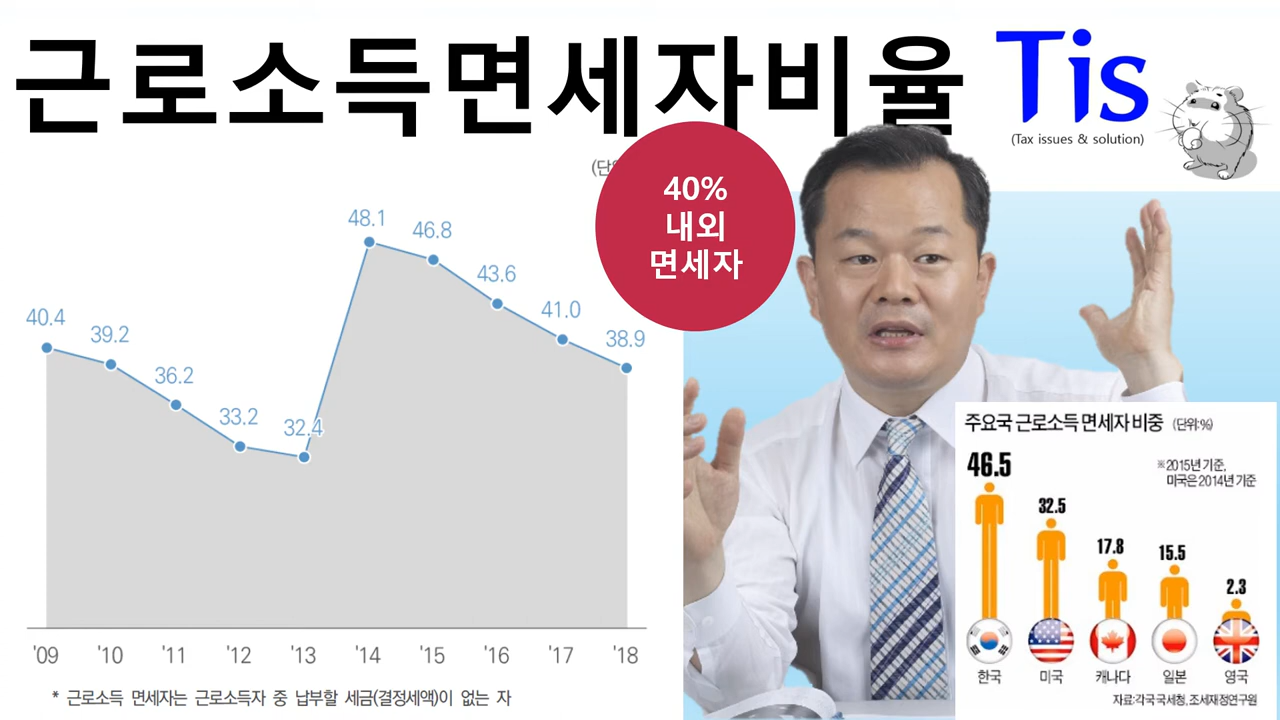 근로소득면세자비율
Tis
(Tax issues & solution)
40%
내외
면세자
48.1
46.8
43.6
41.0
40.4
39.2
38.9
36.2
33.2
32.4
'09 '10 '11 '12 '13 '14 '15 '16 '17 '18
* 근로소득 면세자는 근로소득자 중 납부할 세금(결정세액)이 없는 자
주요국 근로소득 면세자 비중 (단위:%)
※2015년 기준,
미국은 2014년 기준
46.5
32.5
17.8
15.5
2.3
한국 미국 캐나다 일본 영국
자료:각국 국세청, 조세재정연구원